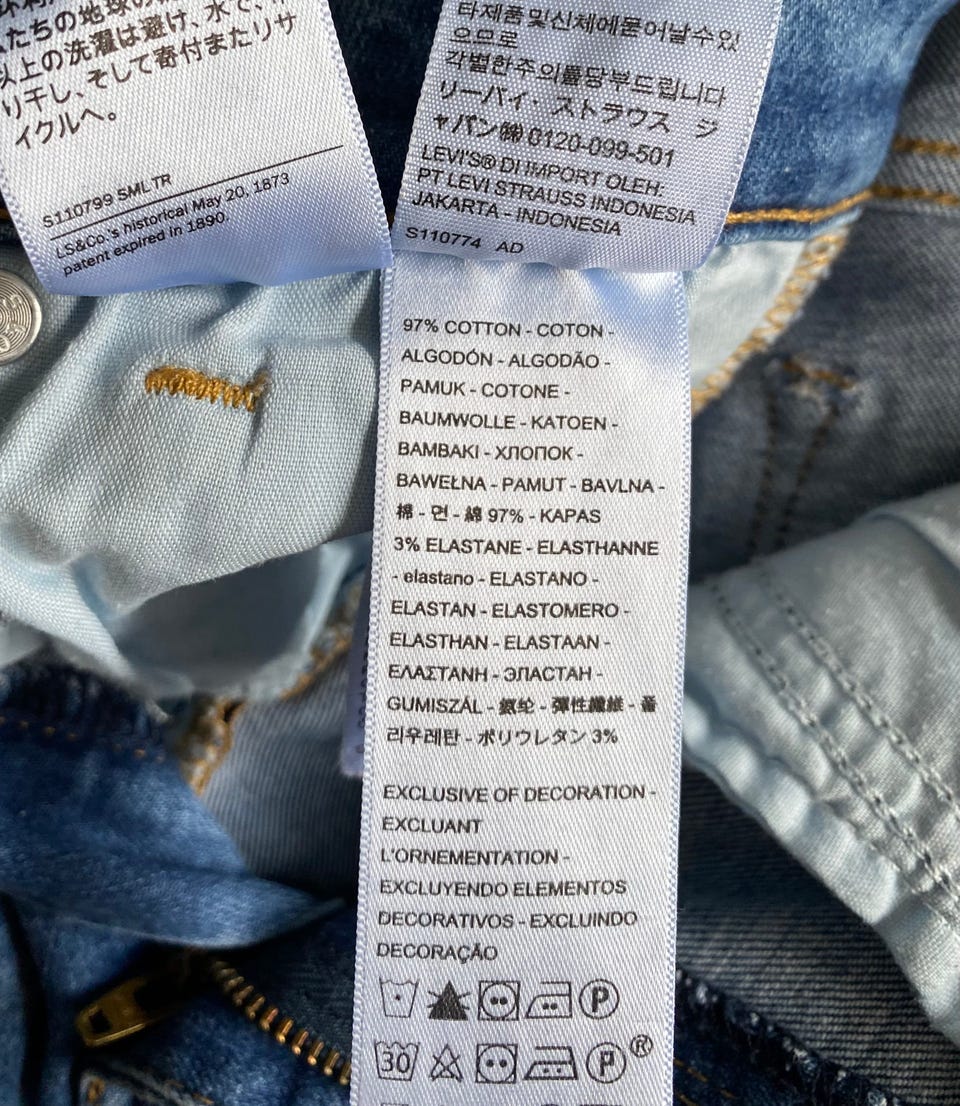 たちの地球の
以上の洗濯は避け、水で、
り干し、そして寄付またリサ
イクルへ。
S110799 SML TR
LS&Co.'s historical May 20, 1873
patent expired in 1890.
타제품및신체에묻어날수있
으므로
각별한주의를당부드립니다
リーバイ・ストラウス ジ
ャパン㈱ 0120-099-501
LEVI'S® DI IMPORT OLEH:
PT LEVI STRAUSS INDONESIA
JAKARTA - INDONESIA
S110774 AD
97% COTTON - COTON -
ALGODÓN - ALGODÃO -
PAMUK - COTONE -
BAUMWOLLE - KATOEN -
BAMBAKI - ХЛОПОК -
BAWEŁNA - PAMUT - BAVLNA -
棉 - 면 - 綿 97% - KAPAS
3% ELASTANE - ELASTHANNE
- elastano - ELASTANO -
ELASTAN - ELASTOMERO -
ELASTHAN - ELASTAAN -
ΕΛΑΣΤΑΝΗ - ЭЛАСТАН -
GUMISZÁL - 氨纶 - 彈性纖維 - 폴
리우레탄 - ポリウレタン 3%
EXCLUSIVE OF DECORATION -
EXCLUANT
L'ORNEMENTATION -
EXCLUYENDO ELEMENTOS
DECORATIVOS - EXCLUINDO
DECORAÇÃO
P
30 P ®